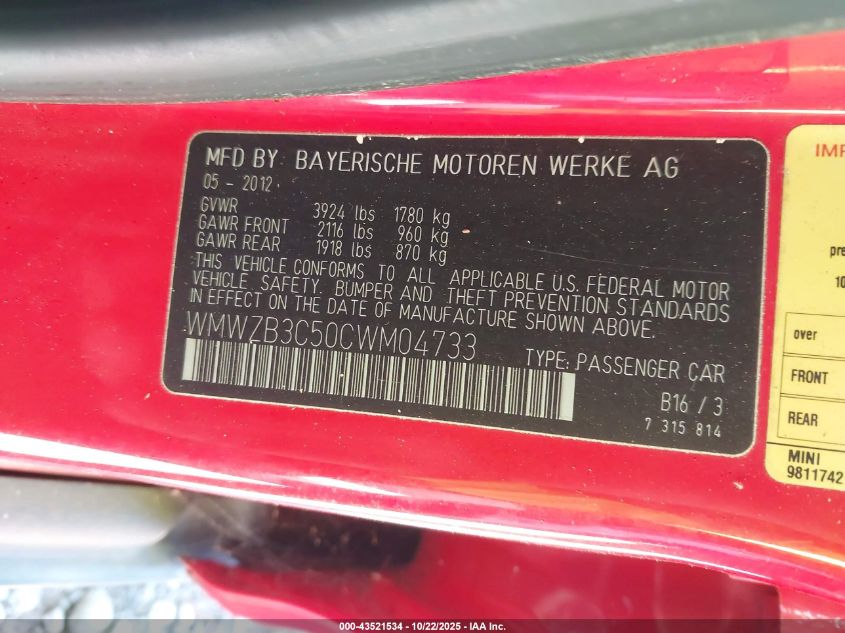 MFD BY: BAYERISCHE MOTOREN WERKE AG
05 - 2012
GVWR 3924 lbs 1780 kg
GAWR FRONT 2116 lbs 960 kg
GAWR REAR 1918 lbs 870 kg
THIS VEHICLE CONFORMS TO ALL APPLICABLE U.S. FEDERAL MOTOR
VEHICLE SAFETY, BUMPER AND THEFT PREVENTION STANDARDS
IN EFFECT ON THE DATE OF MANUFACTURE SHOWN ABOVE.
WMWZB3C50CWM04733
TYPE: PASSENGER CAR
B16 / 3
7 315 814
IMP
pre
10
over
FRONT
REAR
MINI
9811742
000-43521534 - 10/22/2025 - IAA Inc.